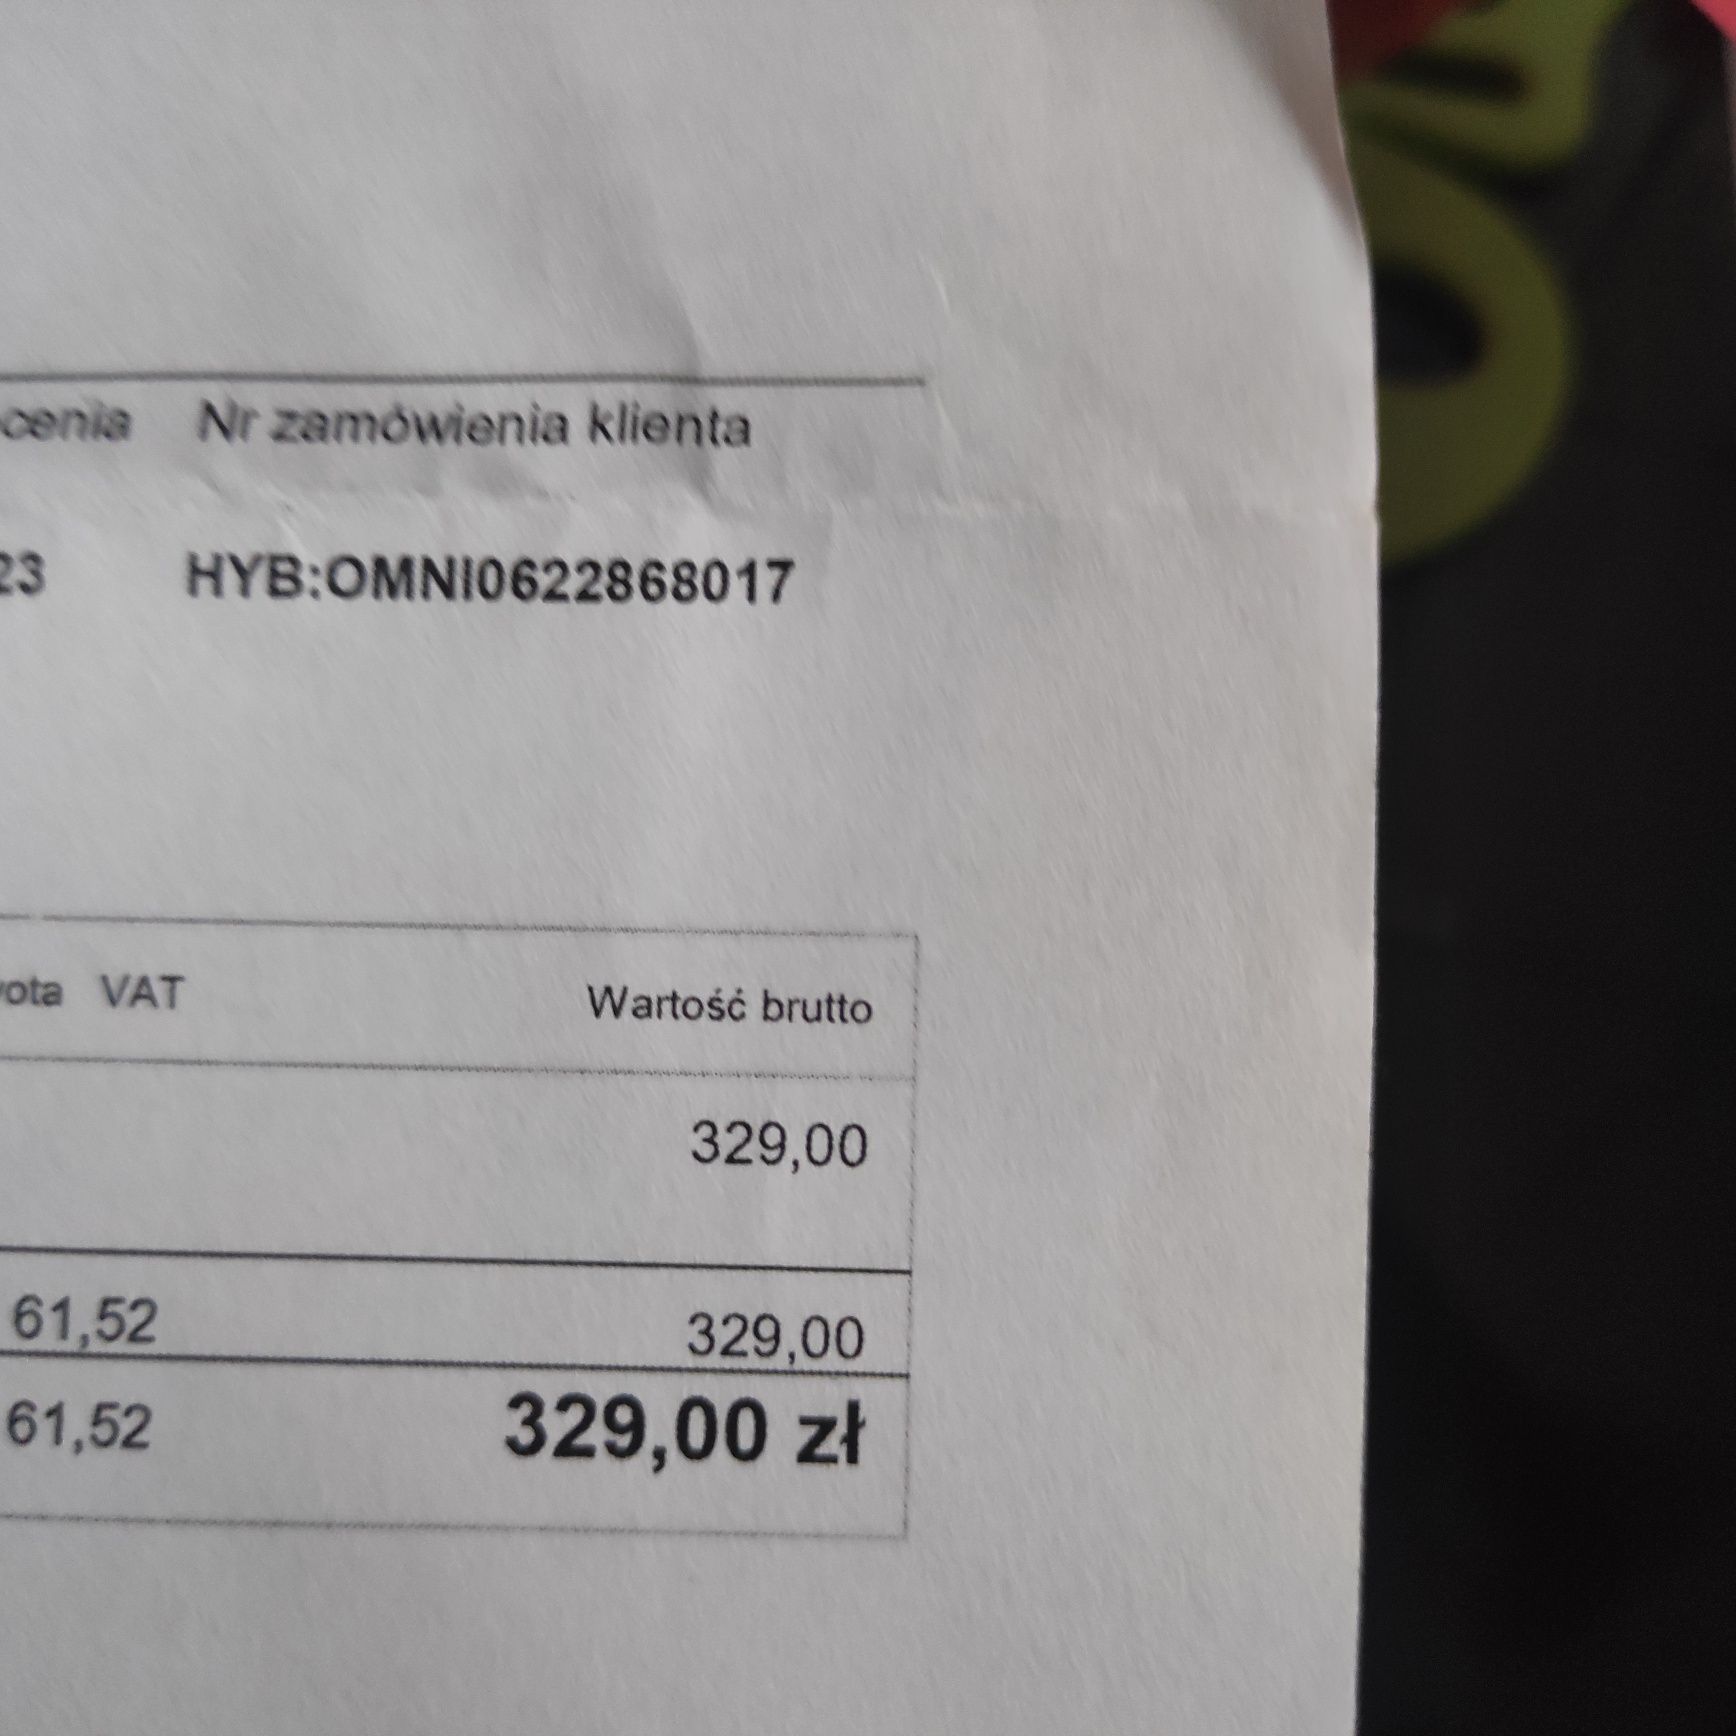 Nr zamówienia klienta
23 HYB:OMNI0622868017
VAT Wartość brutto
329,00
61,52 329,00
61,52 329,00 zł